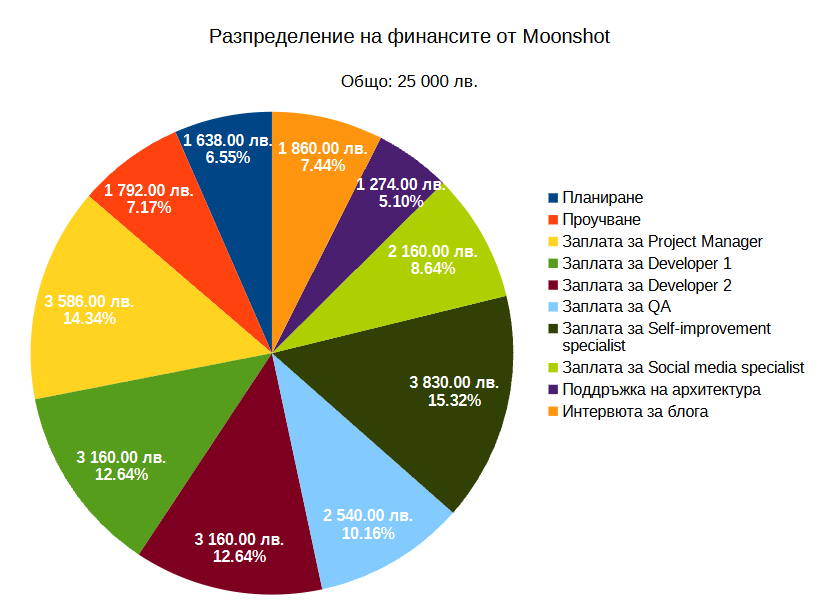 Разпределение на финансите от Moonshot
Общо: 25 000 лв.
1 638.00 лв.
6.55%
1 860.00 лв.
7.44%
1 792.00 лв.
7.17%
1 274.00 лв.
5.10%
2 160.00 лв.
8.64%
3 586.00 лв.
14.34%
3 830.00 лв.
15.32%
3 160.00 лв.
12.64%
2 540.00 лв.
10.16%
3 160.00 лв.
12.64%
Планиране
Проучване
Заплата за Project Manager
Заплата за Developer 1
Заплата за Developer 2
Заплата за QA
Заплата за Self-improvement
specialist
Заплата за Social media specialist
Поддръжка на архитектура
Интервюта за блога